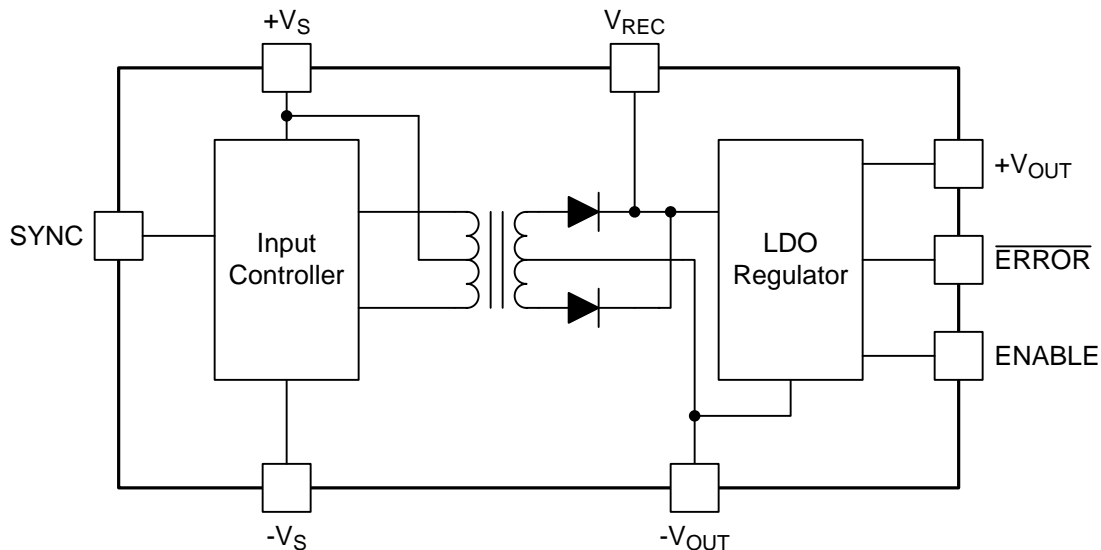 +VS
VREC
+VOUT
SYNC
Input
Controller
LDO
Regulator
ERROR
ENABLE
-VS
-VOUT